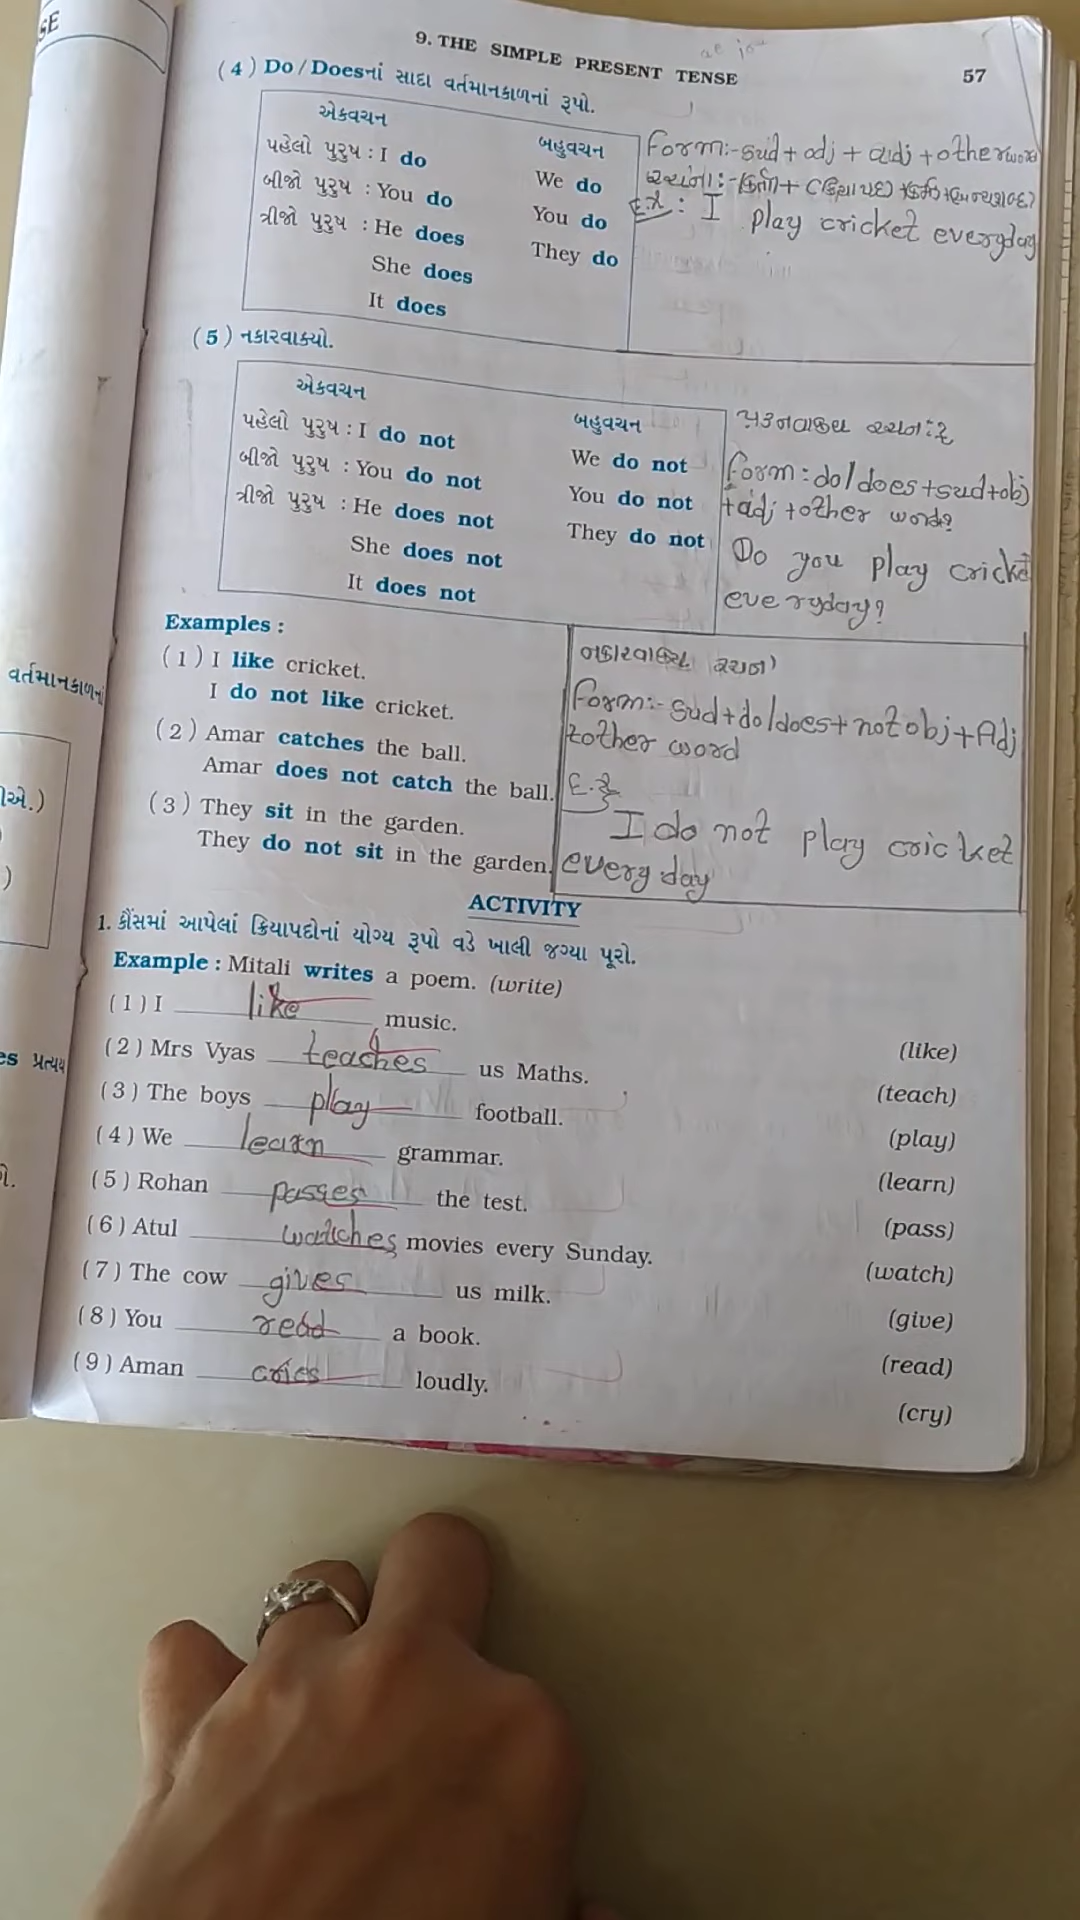 SE
9. THE SIMPLE PRESENT TENSE
57
(4) Do/Doesનાં સાદા વર્તમાનકાળનાં રૂપો.
એકવચન
બહુવચન
પહેલો પુરુષ : I do
We do
બીજો પુરુષ : You do
You do
ત્રીજો પુરુષ : He does
They do
She does
It does
Form:- sud + adj + adj + other word
E.x : I play cricket everyday
(5) નકારવાક્યો.
એકવચન
બહુવચન
પહેલો પુરુષ : I do not
We do not
બીજો પુરુષ : You do not
You do not
ત્રીજો પુરુષ : He does not
They do not
She does not
It does not
Form: do/does+sud+obj
+adj + other word?
Do you play cricket
everyday?
Examples :
(1) I like cricket.
I do not like cricket.
(2) Amar catches the ball.
Amar does not catch the ball.
(3) They sit in the garden.
They do not sit in the garden.
Form:- sud+do/does+not obj+Adj
other word
I do not play cricket
every day
વર્તમાનકાળનાં
es પ્રત્યય
ACTIVITY
1. કૌંસમાં આપેલાં ક્રિયાપદોનાં યોગ્ય રૂપો વડે ખાલી જગ્યા પૂરો.
Example : Mitali writes a poem. (write)
(1) I like music. (like)
(2) Mrs Vyas teaches us Maths. (teach)
(3) The boys play football. (play)
(4) We learn grammar. (learn)
(5) Rohan passes the test. (pass)
(6) Atul watches movies every Sunday. (watch)
(7) The cow gives us milk. (give)
(8) You read a book. (read)
(9) Aman cries loudly. (cry)